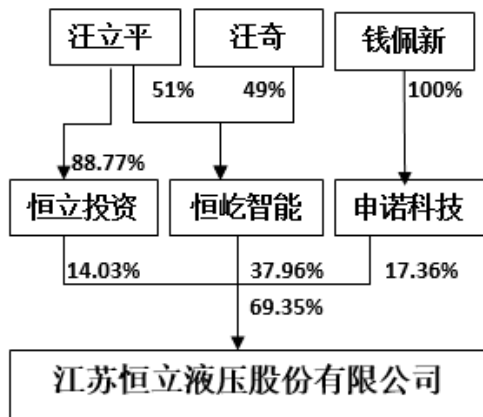 汪立平 汪奇 钱佩新
51% 49% 100%
88.77%
恒立投资 恒屹智能 申诺科技
14.03% 37.96% 17.36%
69.35%
江苏恒立液压股份有限公司